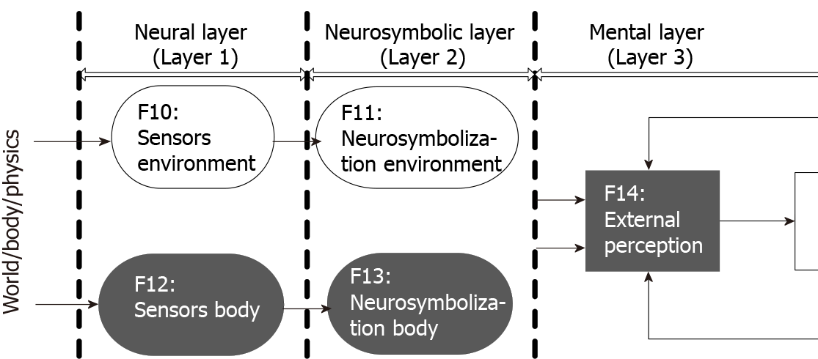 Neural layer
(Layer 1)
Neurosymbolic layer
(Layer 2)
Mental layer
(Layer 3)
World/body/physics
F10:
Sensors
environment
F11:
Neurosymboliza-
tion environment
F12:
Sensors body
F13:
Neurosymboliza-
tion body
F14:
External
perception